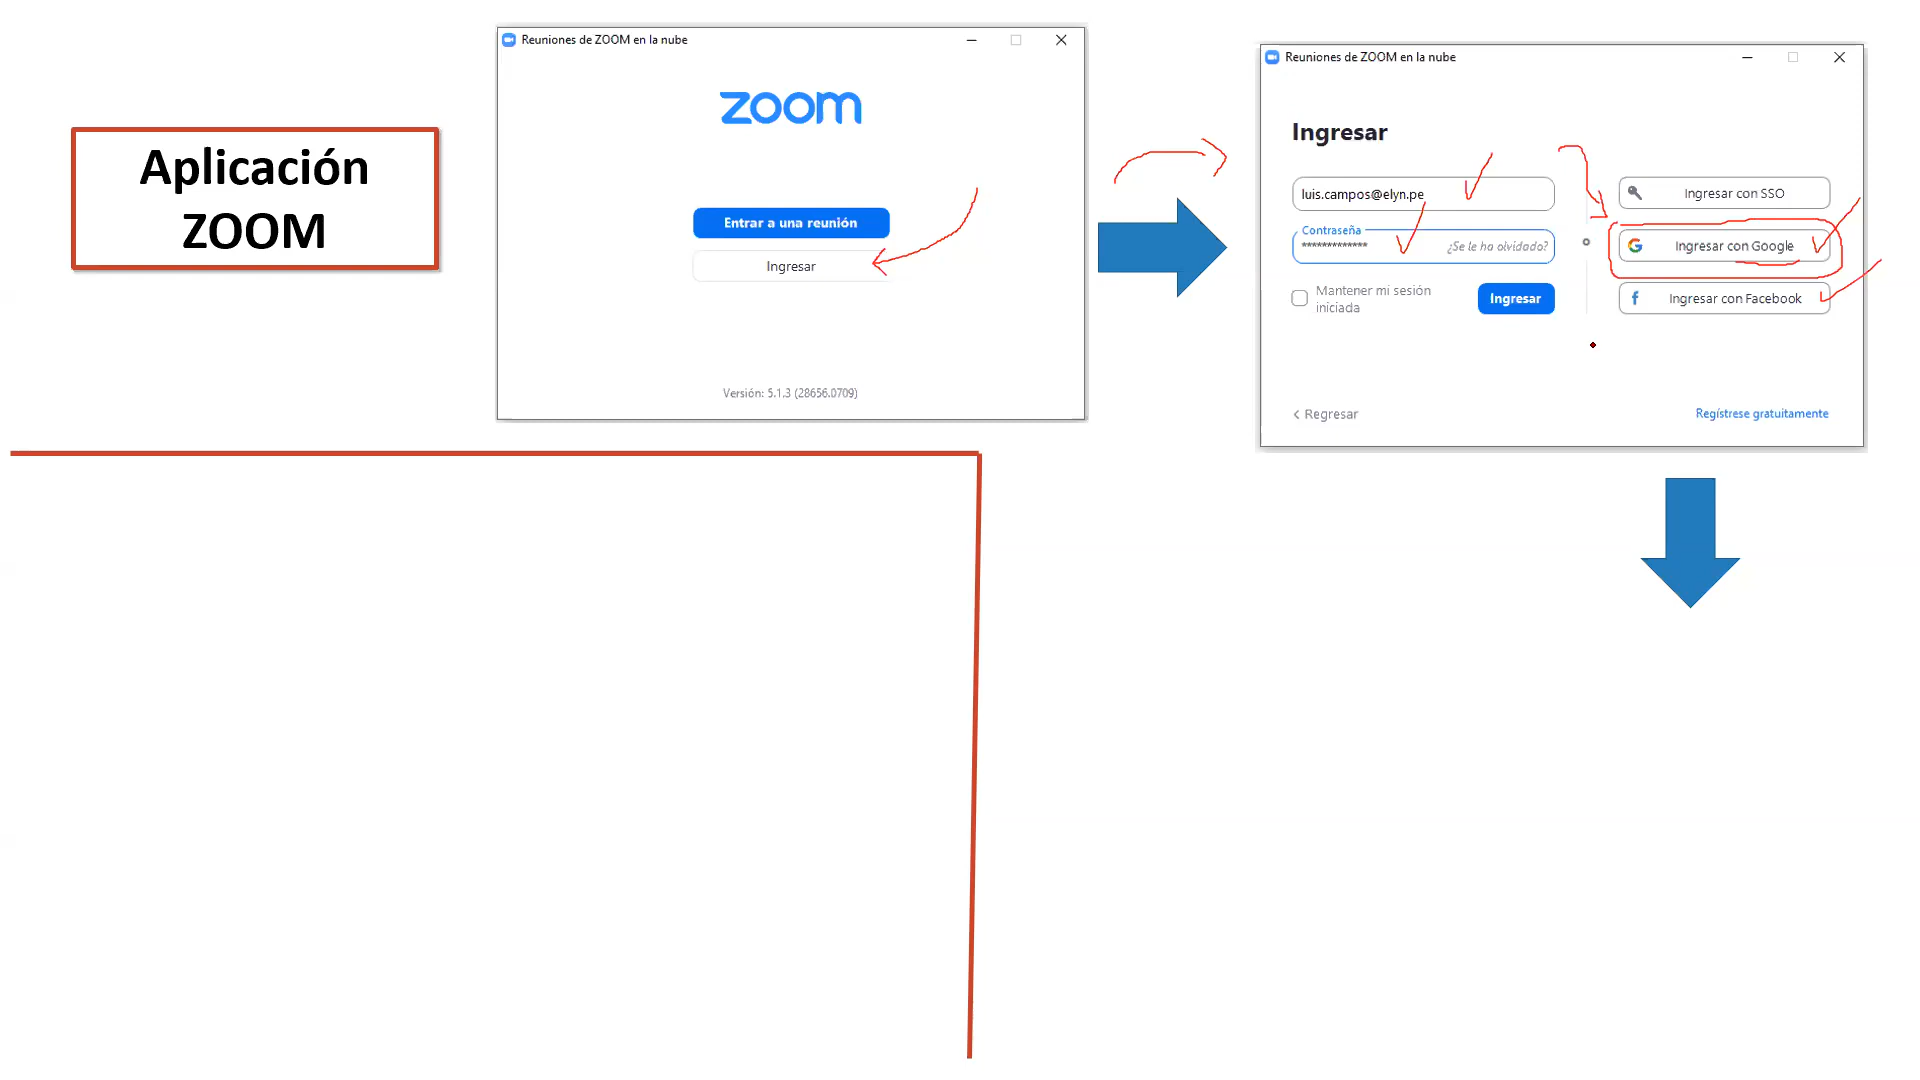 Aplicación
ZOOM
Reuniones de ZOOM en la nube
zoom
Entrar a una reunión
Ingresar
Versión: 5.1.3 (28656.0709)
Reuniones de ZOOM en la nube
Ingresar
luis.campos@elyn.pe
Contraseña
************* ¿Se le ha olvidado?
Mantener mi sesión
iniciada
Ingresar
Ingresar con SSO
o
Ingresar con Google
Ingresar con Facebook
< Regresar
Regístrese gratuitamente